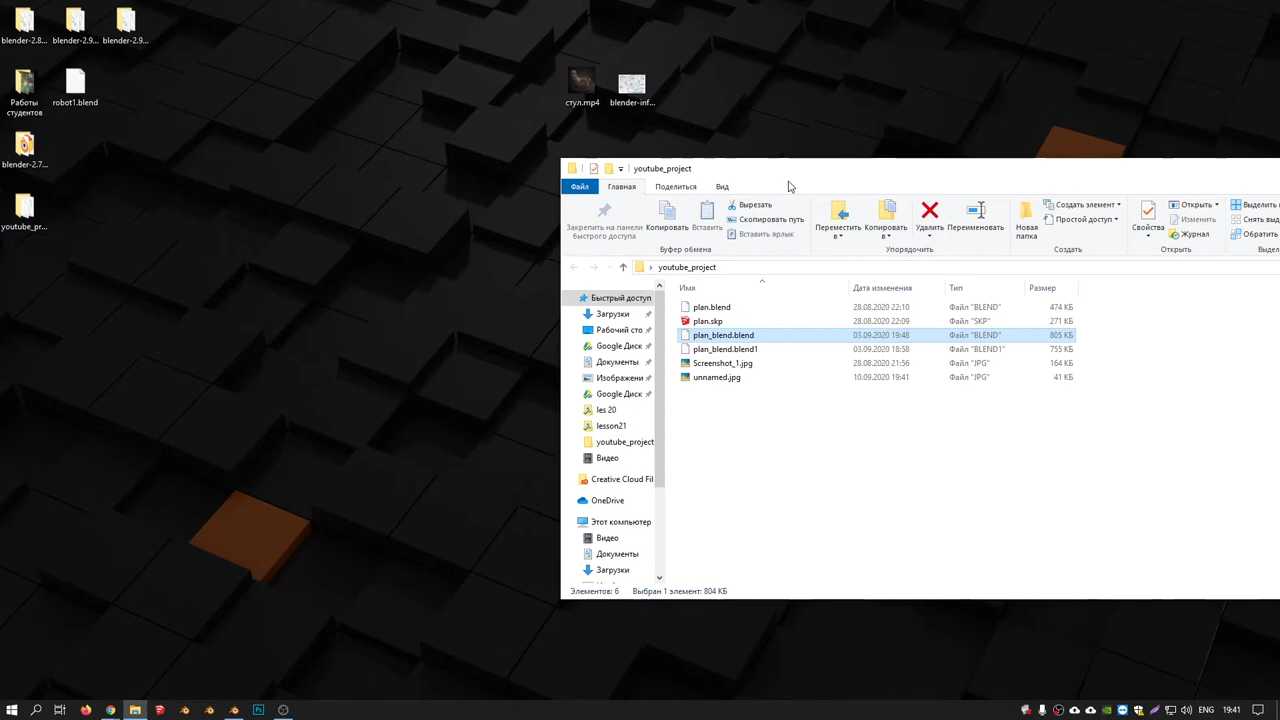 blender-2.8... blender-2.9... blender-2.9...
Работы
студентов
robot1.blend
blender-2.7...
youtube_pr...
стул.mp4 blender-inf...
youtube_project
Файл Главная Поделиться Вид
Закрепить на панели
быстрого доступа
Копировать
Вставить
Вырезать
Скопировать путь
Вставить ярлык
Буфер обмена
Переместить
в
Копировать
в
Удалить
Переименовать
Упорядочить
Новая
папка
Создать элемент
Простой доступ
Создать
Свойства
Открыть
Изменить
Журнал
Открыть
Выделить
Снять выд
Обратить
Выдел
youtube_project
Имя Дата изменения Тип Размер
plan.blend 28.08.2020 22:10 Файл "BLEND" 474 КБ
plan.skp 28.08.2020 22:09 Файл "SKP" 271 КБ
plan_blend.blend 03.09.2020 19:48 Файл "BLEND" 805 КБ
plan_blend.blend1 03.09.2020 18:58 Файл "BLEND1" 755 КБ
Screenshot_1.jpg 28.08.2020 21:56 Файл "JPG" 164 КБ
unnamed.jpg 10.09.2020 19:41 Файл "JPG" 41 КБ
Быстрый доступ
Загрузки
Рабочий сто
Google Диск
Документы
Изображени
Google Диск
les 20
lesson21
youtube_project
Видео
Creative Cloud Fil
OneDrive
Этот компьютер
Видео
Документы
Загрузки
Элементов: 6 Выбран 1 элемент: 804 КБ
ENG 19:41